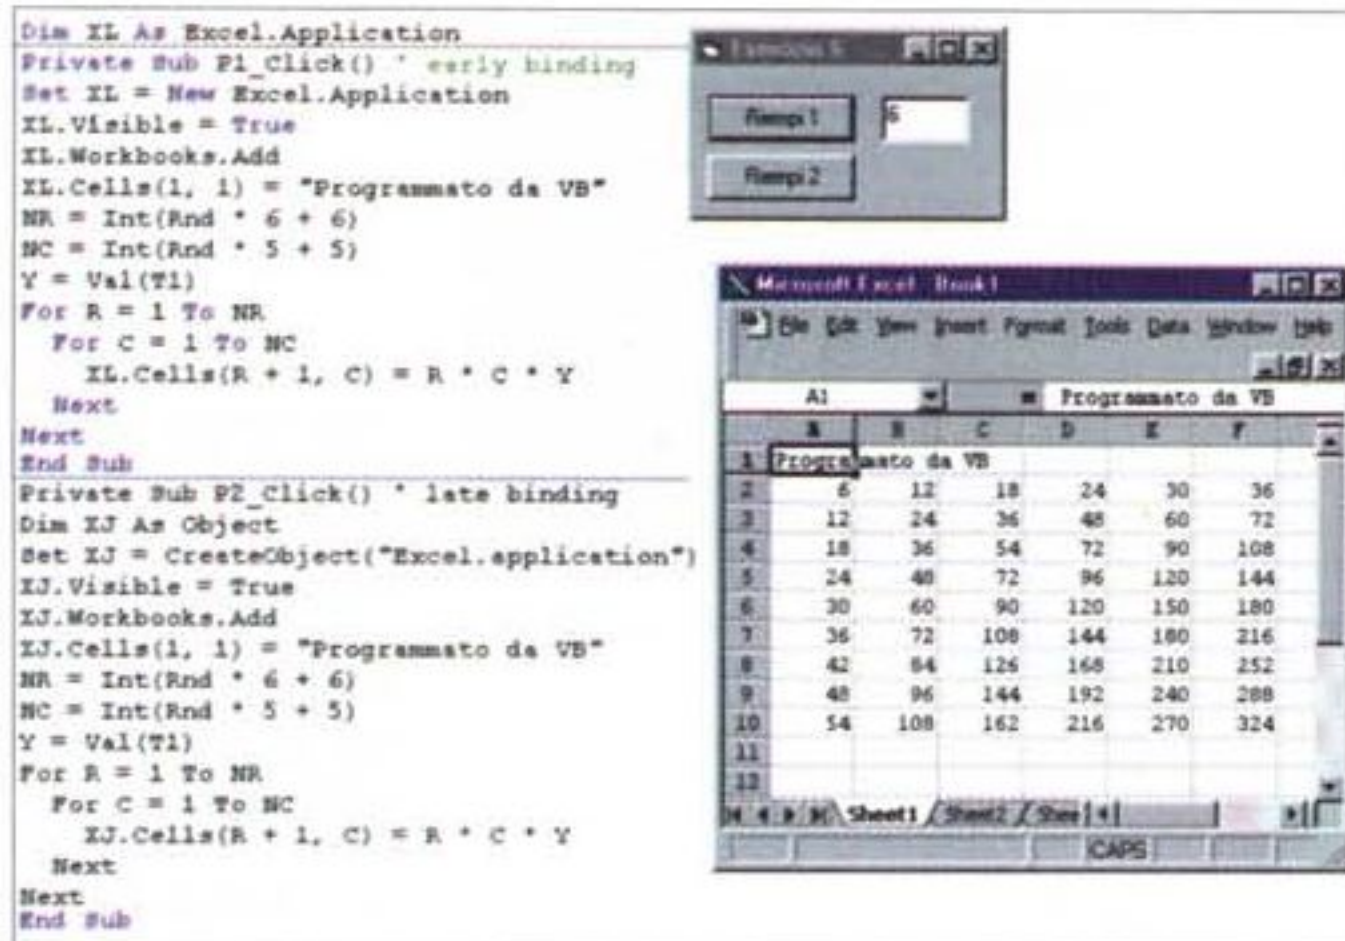 Dim XL As Excel.Application
Private Sub P1_Click() ' early binding
Set XL = New Excel.Application
XL.Visible = True
XL.Workbooks.Add
XL.Cells(1, 1) = "Programmato da VB"
NR = Int(Rnd * 6 + 6)
NC = Int(Rnd * 5 + 5)
Y = Val(T1)
For R = 1 To NR
For C = 1 To NC
XL.Cells(R + 1, C) = R * C * Y
Next
Next
End Sub
Private Sub P2_Click() ' late binding
Dim XJ As Object
Set XJ = CreateObject("Excel.application")
XJ.Visible = True
XJ.Workbooks.Add
XJ.Cells(1, 1) = "Programmato da VB"
NR = Int(Rnd * 6 + 6)
NC = Int(Rnd * 5 + 5)
Y = Val(T1)
For R = 1 To NR
For C = 1 To NC
XJ.Cells(R + 1, C) = R * C * Y
Next
Next
End Sub
Riempi 1 6
Riempi 2
Microsoft Excel - Book1
File Edit View Insert Format Tools Data Window Help
A1 = Programmato da VB
A B C D E F
1 Programmato da VB
2 6 12 18 24 30 36
3 12 24 36 48 60 72
4 18 36 54 72 90 108
5 24 48 72 96 120 144
6 30 60 90 120 150 180
7 36 72 108 144 180 216
8 42 84 126 168 210 252
9 48 96 144 192 240 288
10 54 108 162 216 270 324
11
12
Sheet1 Sheet2 Shee
CAPS